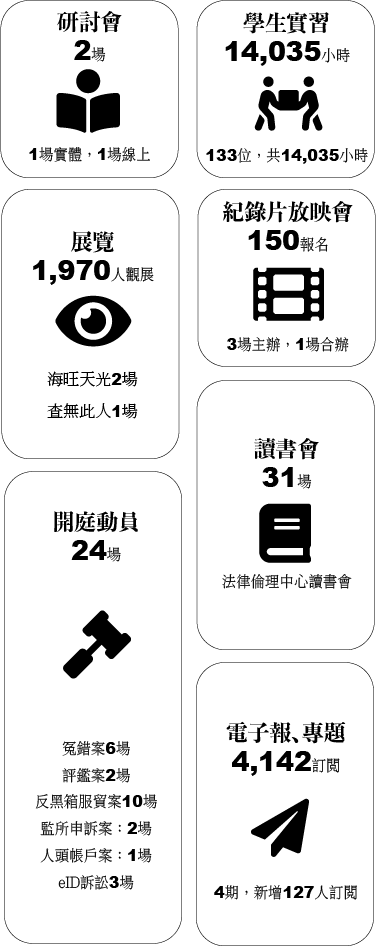 研討會
2場
1場實體，1場線上
學生實習
14,035小時
133位，共14,035小時
展覽
1,970人觀展
海旺天光2場
查無此人1場
紀錄片放映會
150報名
3場主辦，1場合辦
讀書會
31場
法律倫理中心讀書會
開庭動員
24場
冤錯案6場
評鑑案2場
反黑箱服貿案10場
監所申訴案：2場
人頭帳戶案：1場
eID訴訟3場
電子報、專題
4,142訂閱
4期，新增127人訂閱